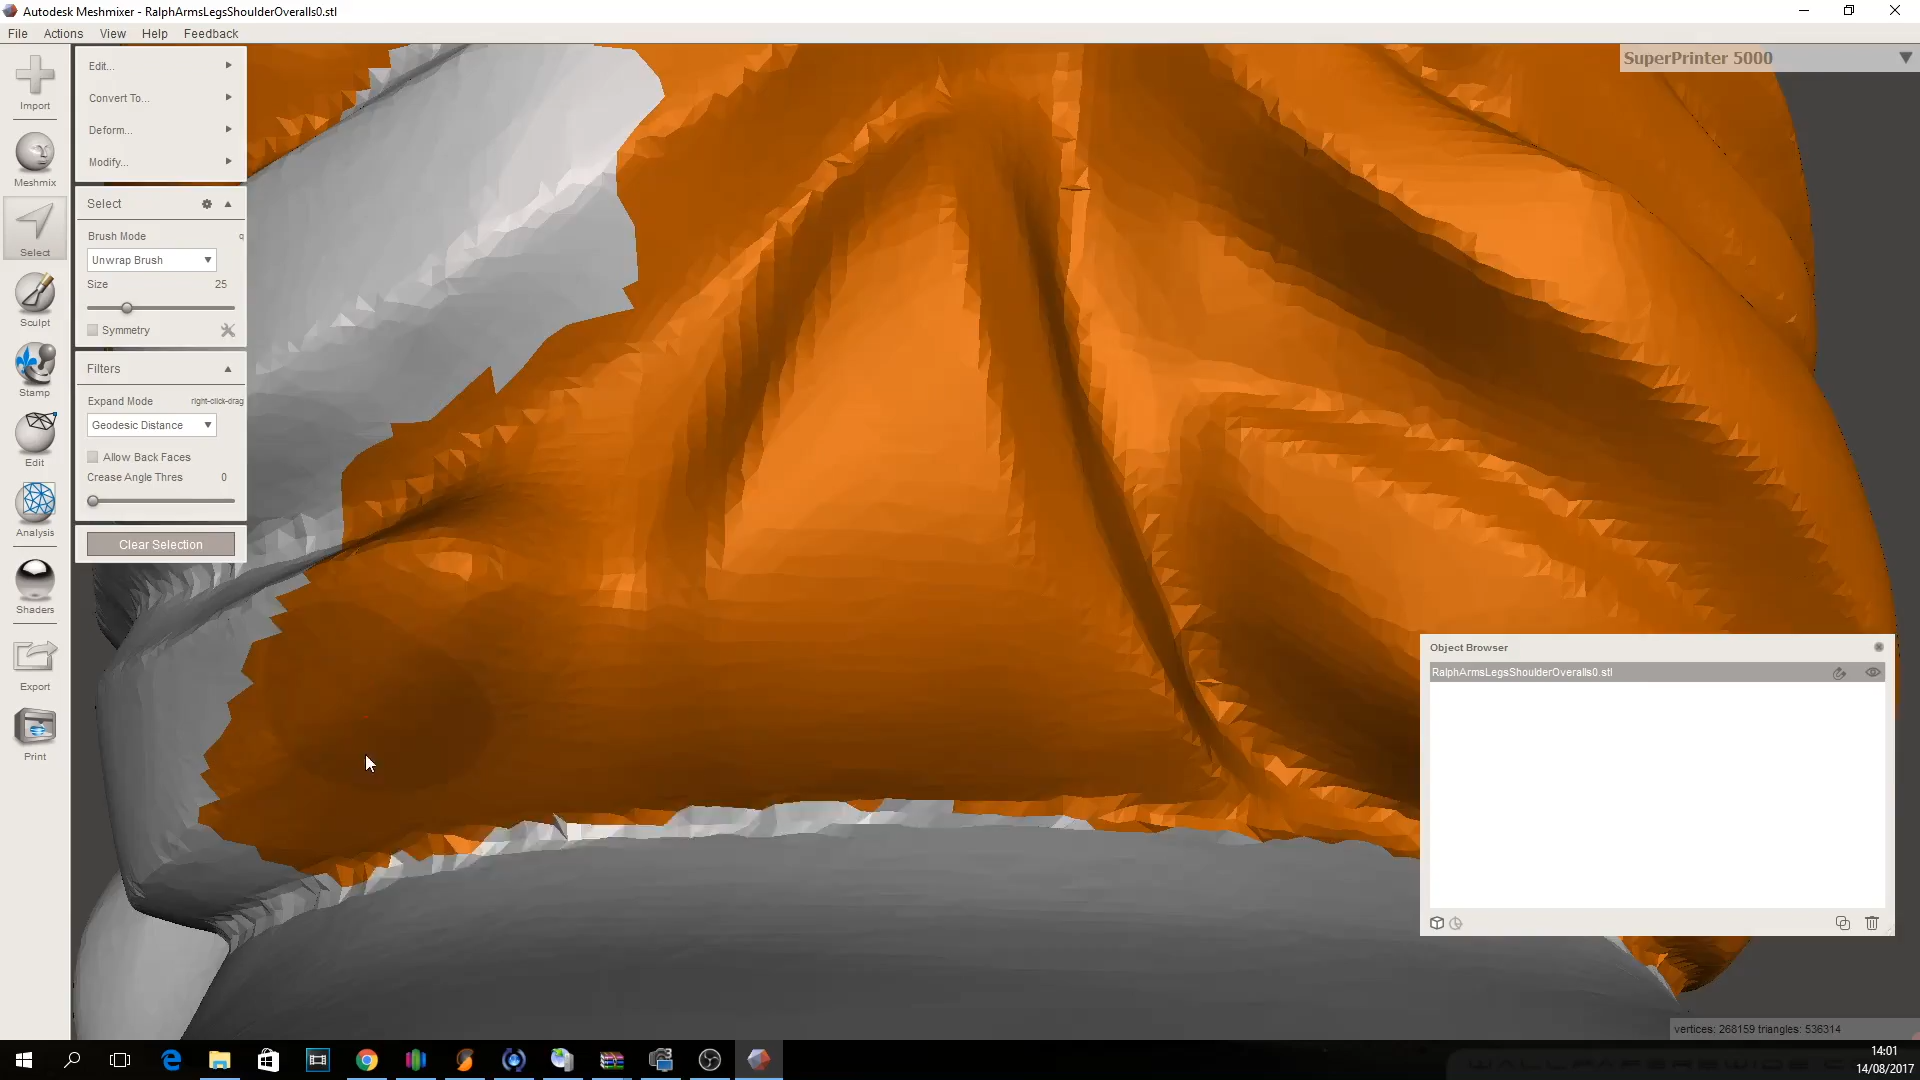 Autodesk Meshmixer - RalphArmsLegsShoulderOveralls0.stl
File Actions View Help Feedback
SuperPrinter 5000
Import
Meshmix
Select
Sculpt
Stamp
Edit
Analysis
Shaders
Export
Print
Edit...
Convert To...
Deform...
Modify...
Select
Brush Mode q
Unwrap Brush
Size 25
Symmetry
Filters
Expand Mode right-click-drag
Geodesic Distance
Allow Back Faces
Crease Angle Thres 0
Clear Selection
Object Browser
RalphArmsLegsShoulderOveralls0.stl
vertices: 268159 triangles: 536314
14:01
14/08/2017